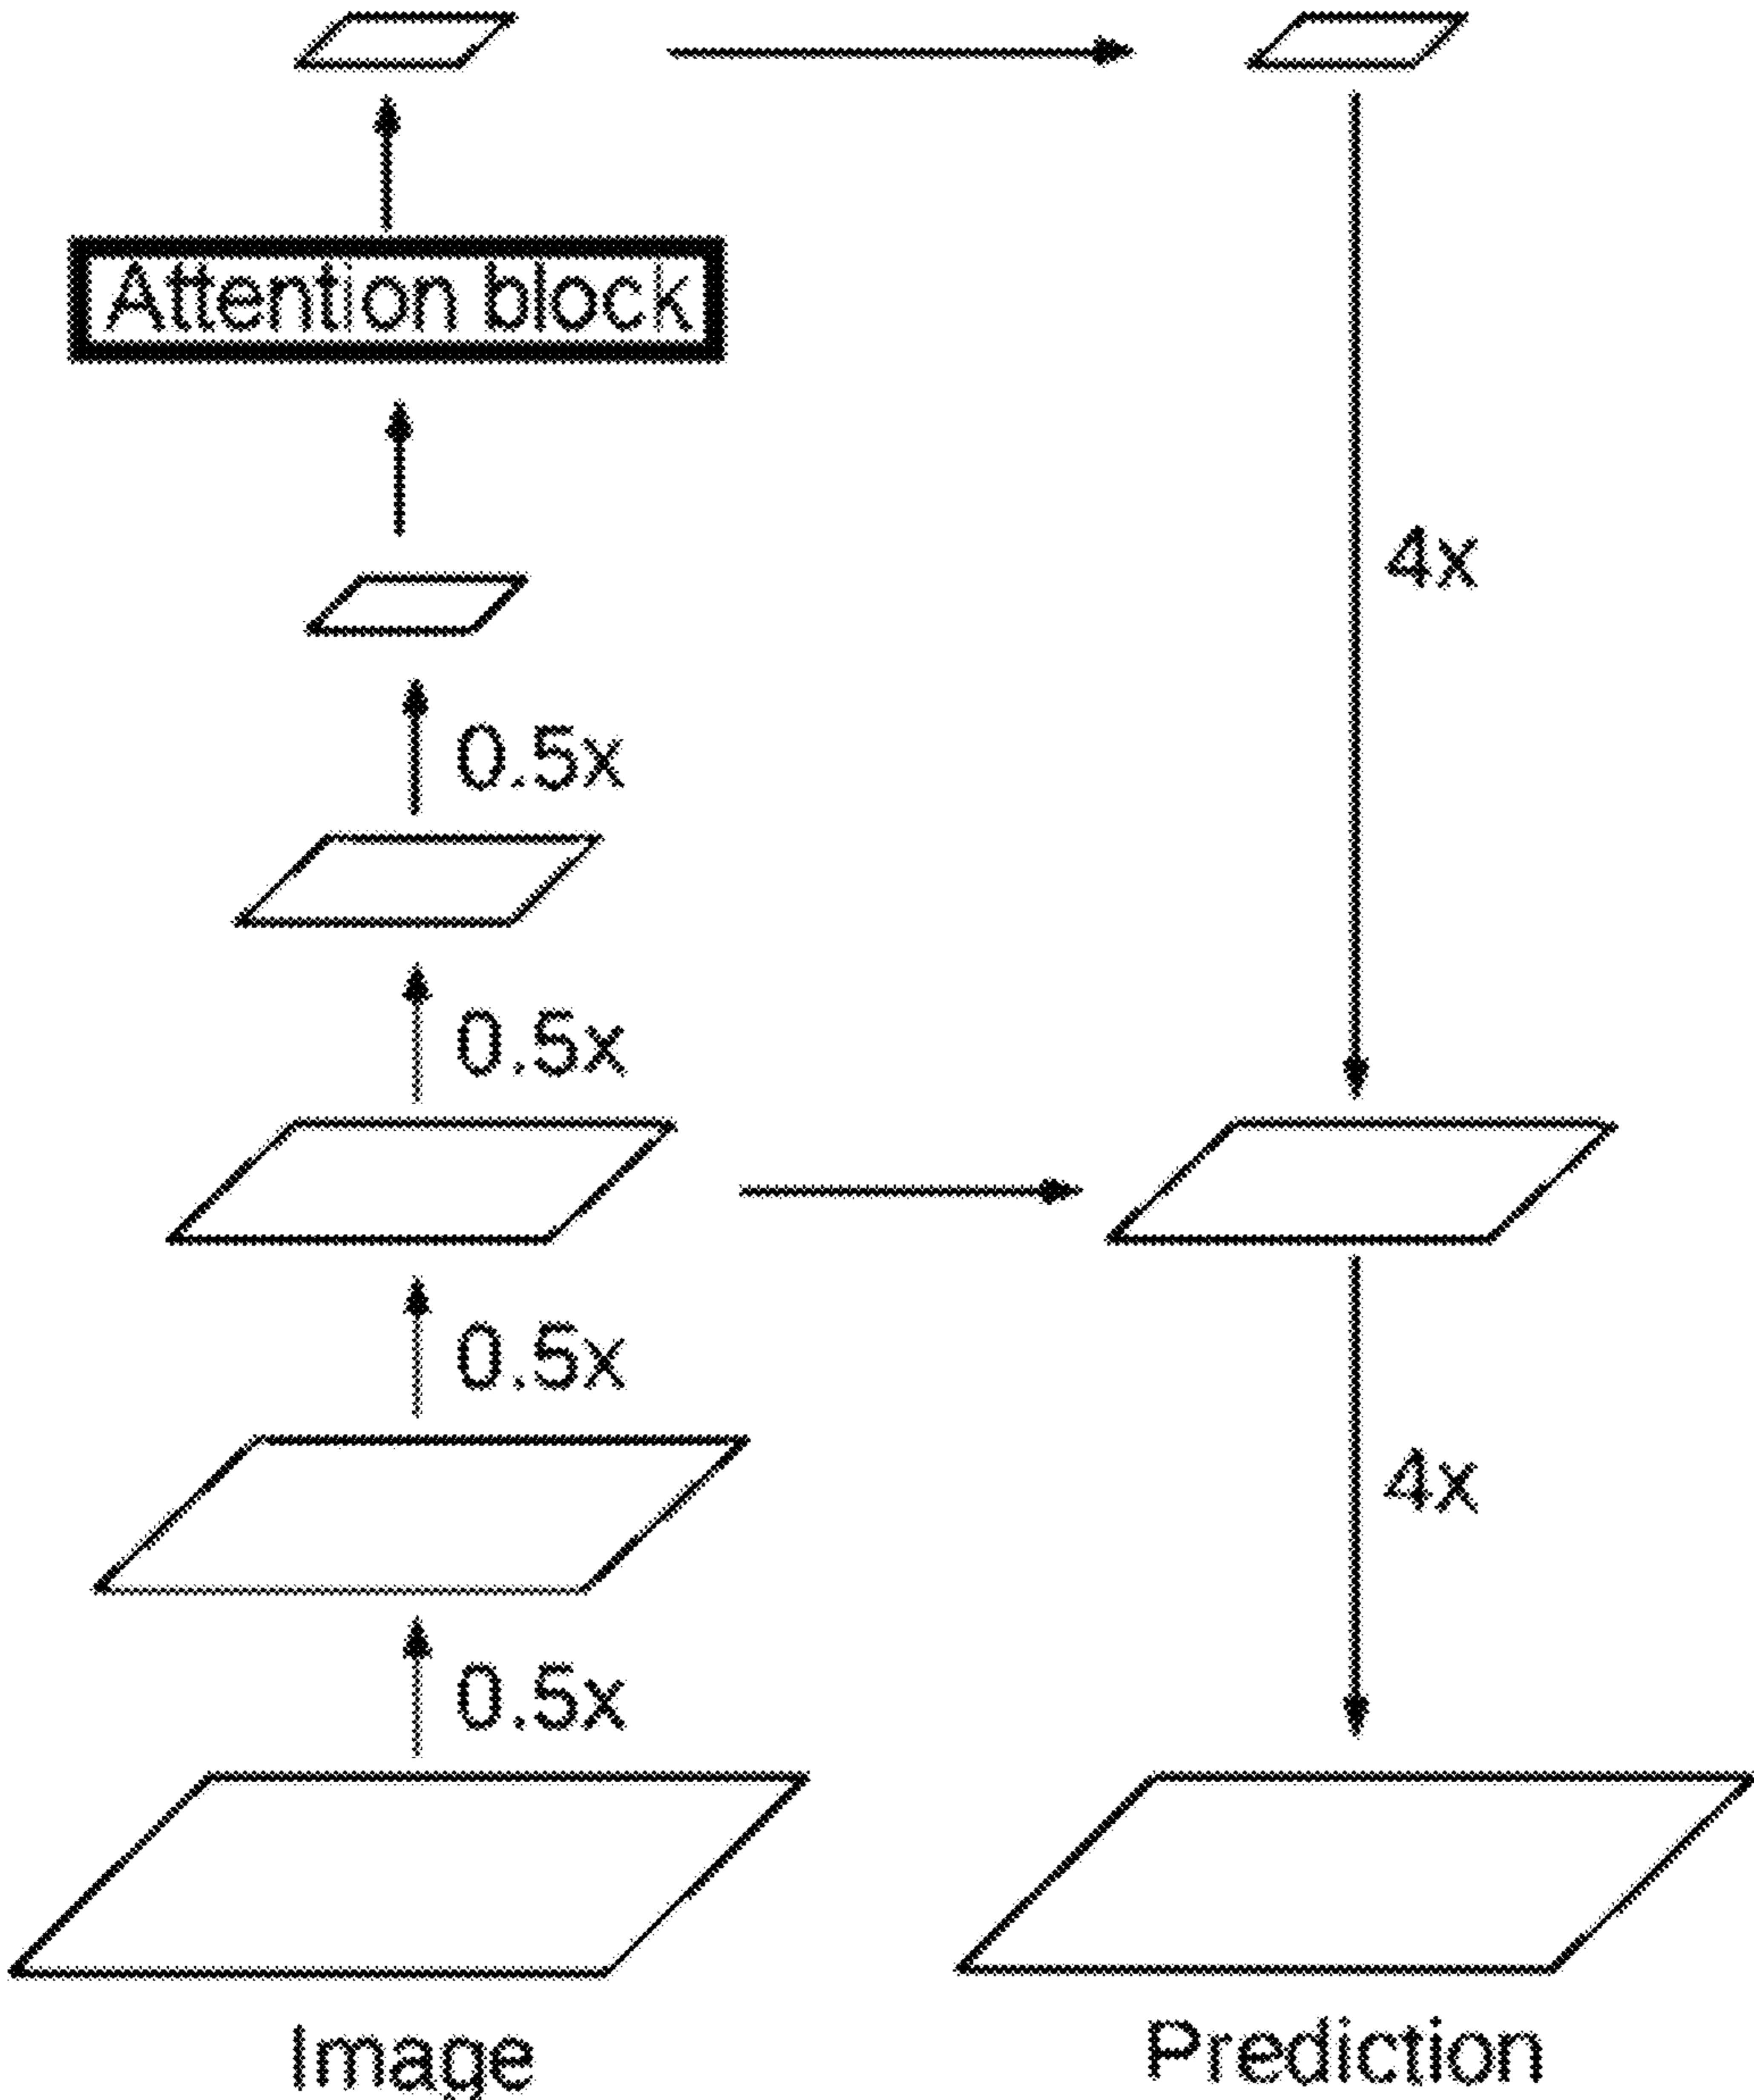 Attention block
4x
0.5x
0.5x
0.5x
4x
0.5x
Image
Prediction